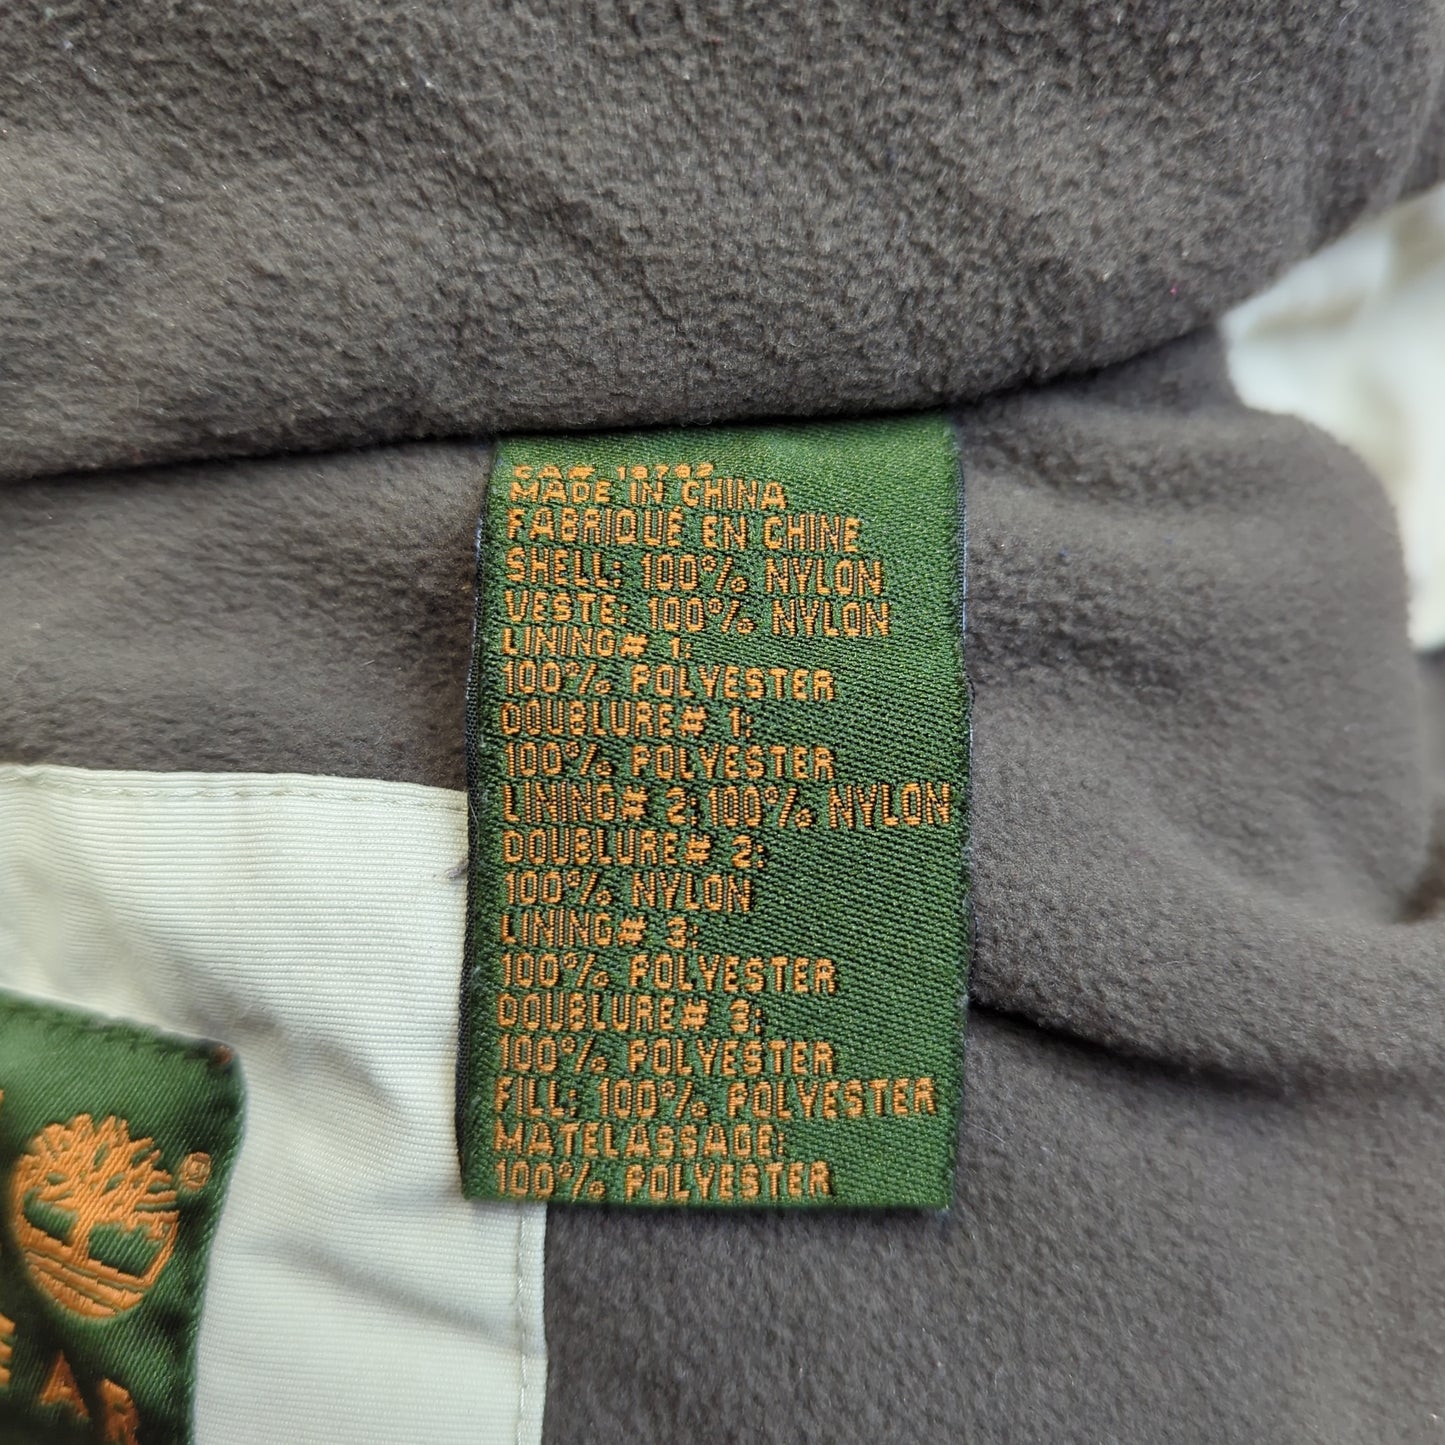 CA# 18782
MADE IN CHINA
FABRIQUÉ EN CHINE
SHELL: 100% NYLON
VESTE: 100% NYLON
LINING# 1:
100% POLYESTER
DOUBLURE# 1:
100% POLYESTER
LINING# 2: 100% NYLON
DOUBLURE# 2:
100% NYLON
LINING# 3:
100% POLYESTER
DOUBLURE# 3:
100% POLYESTER
FILL: 100% POLYESTER
MATELASSAGE:
100% POLYESTER
®